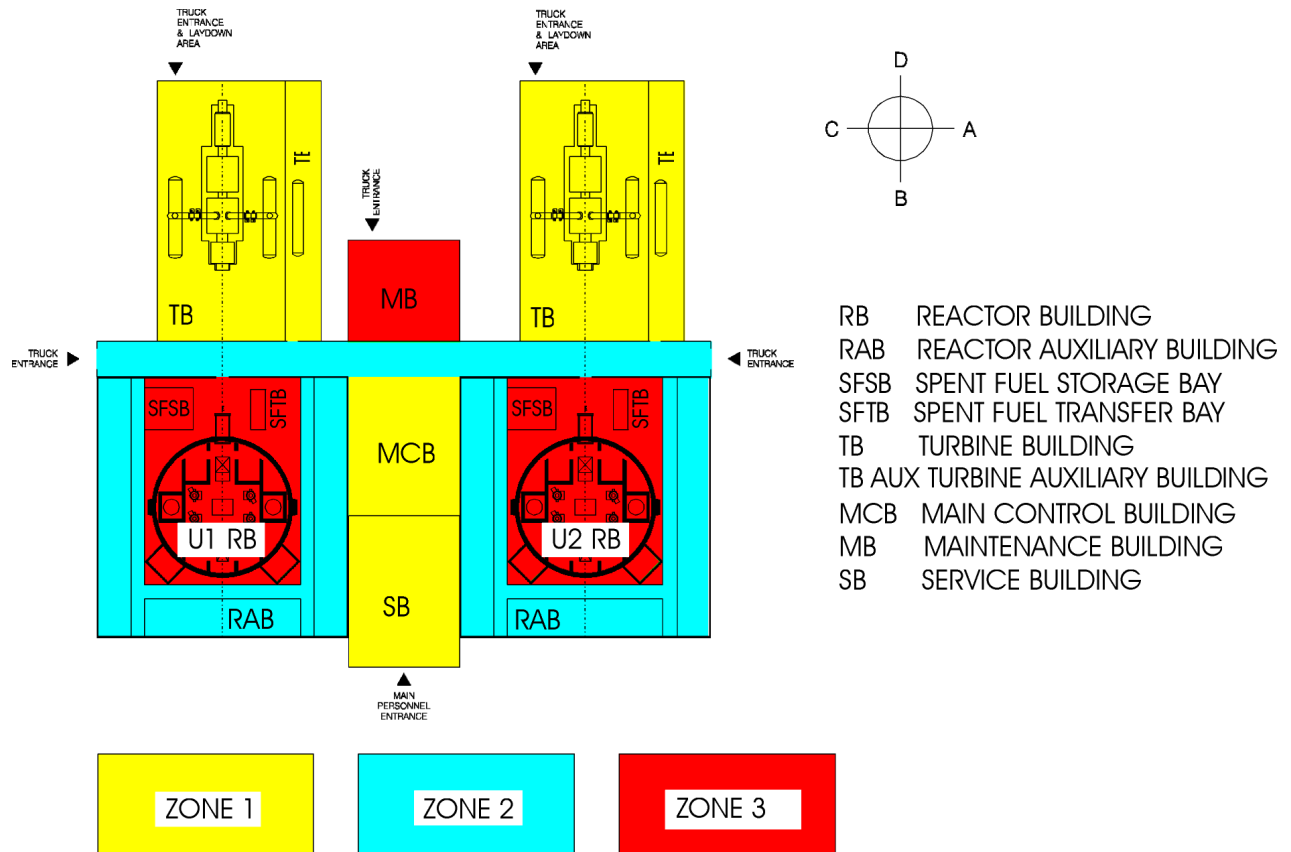 TRUCK
ENTRANCE
& LAYDOWN
AREA
TRUCK
ENTRANCE
& LAYDOWN
AREA
D
C
A
B
TE
TE
TRUCK
ENTRANCE
TB
MB
TB
TRUCK
ENTRANCE
TRUCK
ENTRANCE
SFSB
SFTB
MCB
SFSB
SFTB
U1 RB
U2 RB
RAB
SB
RAB
MAIN
PERSONNEL
ENTRANCE
RB REACTOR BUILDING
RAB REACTOR AUXILIARY BUILDING
SFSB SPENT FUEL STORAGE BAY
SFTB SPENT FUEL TRANSFER BAY
TB TURBINE BUILDING
TB AUX TURBINE AUXILIARY BUILDING
MCB MAIN CONTROL BUILDING
MB MAINTENANCE BUILDING
SB SERVICE BUILDING
ZONE 1
ZONE 2
ZONE 3